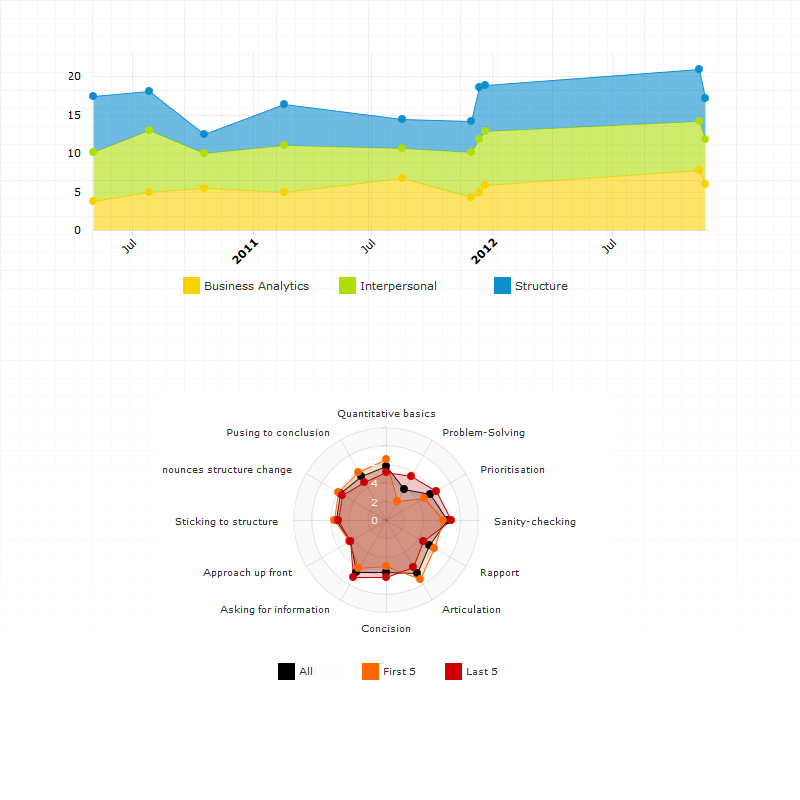 20
15
10
5
0
Jul
2011
Jul
2012
Jul
Business Analytics
Interpersonal
Structure
Quantitative basics
Pusing to conclusion
Problem-Solving
nounces structure change
Prioritisation
4
2
0
Sticking to structure
Sanity-checking
Approach up front
Rapport
Asking for information
Articulation
Concision
All
First 5
Last 5